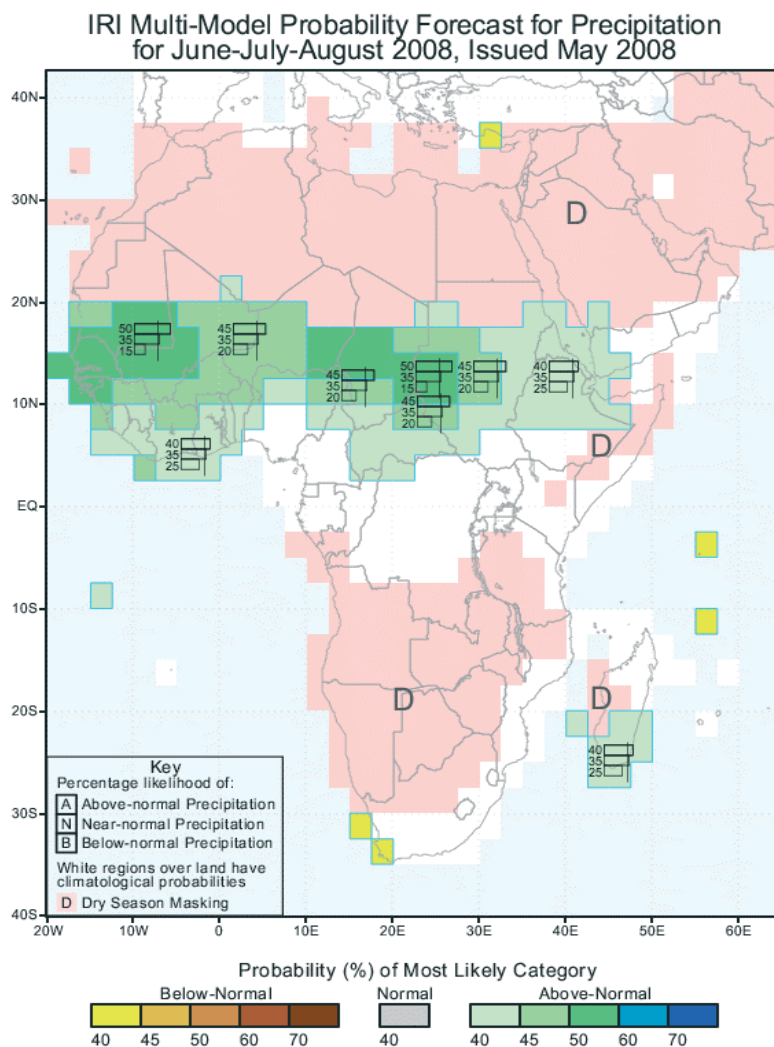 IRI Multi-Model Probability Forecast for Precipitation
for June-July-August 2008, Issued May 2008
40N
30N
D
20N
50
35
15
45
35
20
45
35
20
50
35
15
45
35
20
45
35
20
40
35
25
10N
40
35
25
D
EQ
10S
D
D
20S
40
35
25
30S
40S
Key
Percentage likelihood of:
A Above-normal Precipitation
N Near-normal Precipitation
B Below-normal Precipitation
White regions over land have
climatological probabilities
D Dry Season Masking
20W 10W 0 10E 20E 30E 40E 50E 60E
Probability (%) of Most Likely Category
Below-Normal Normal Above-Normal
40 45 50 60 70 40 40 45 50 60 70